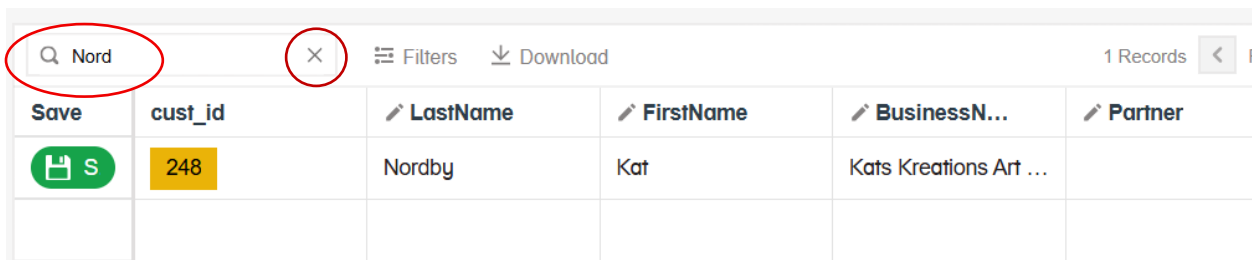 Nord Filters Download 1 Records
Save cust_id LastName FirstName BusinessN... Partner
S 248 Nordby Kat Kats Kreations Art ...